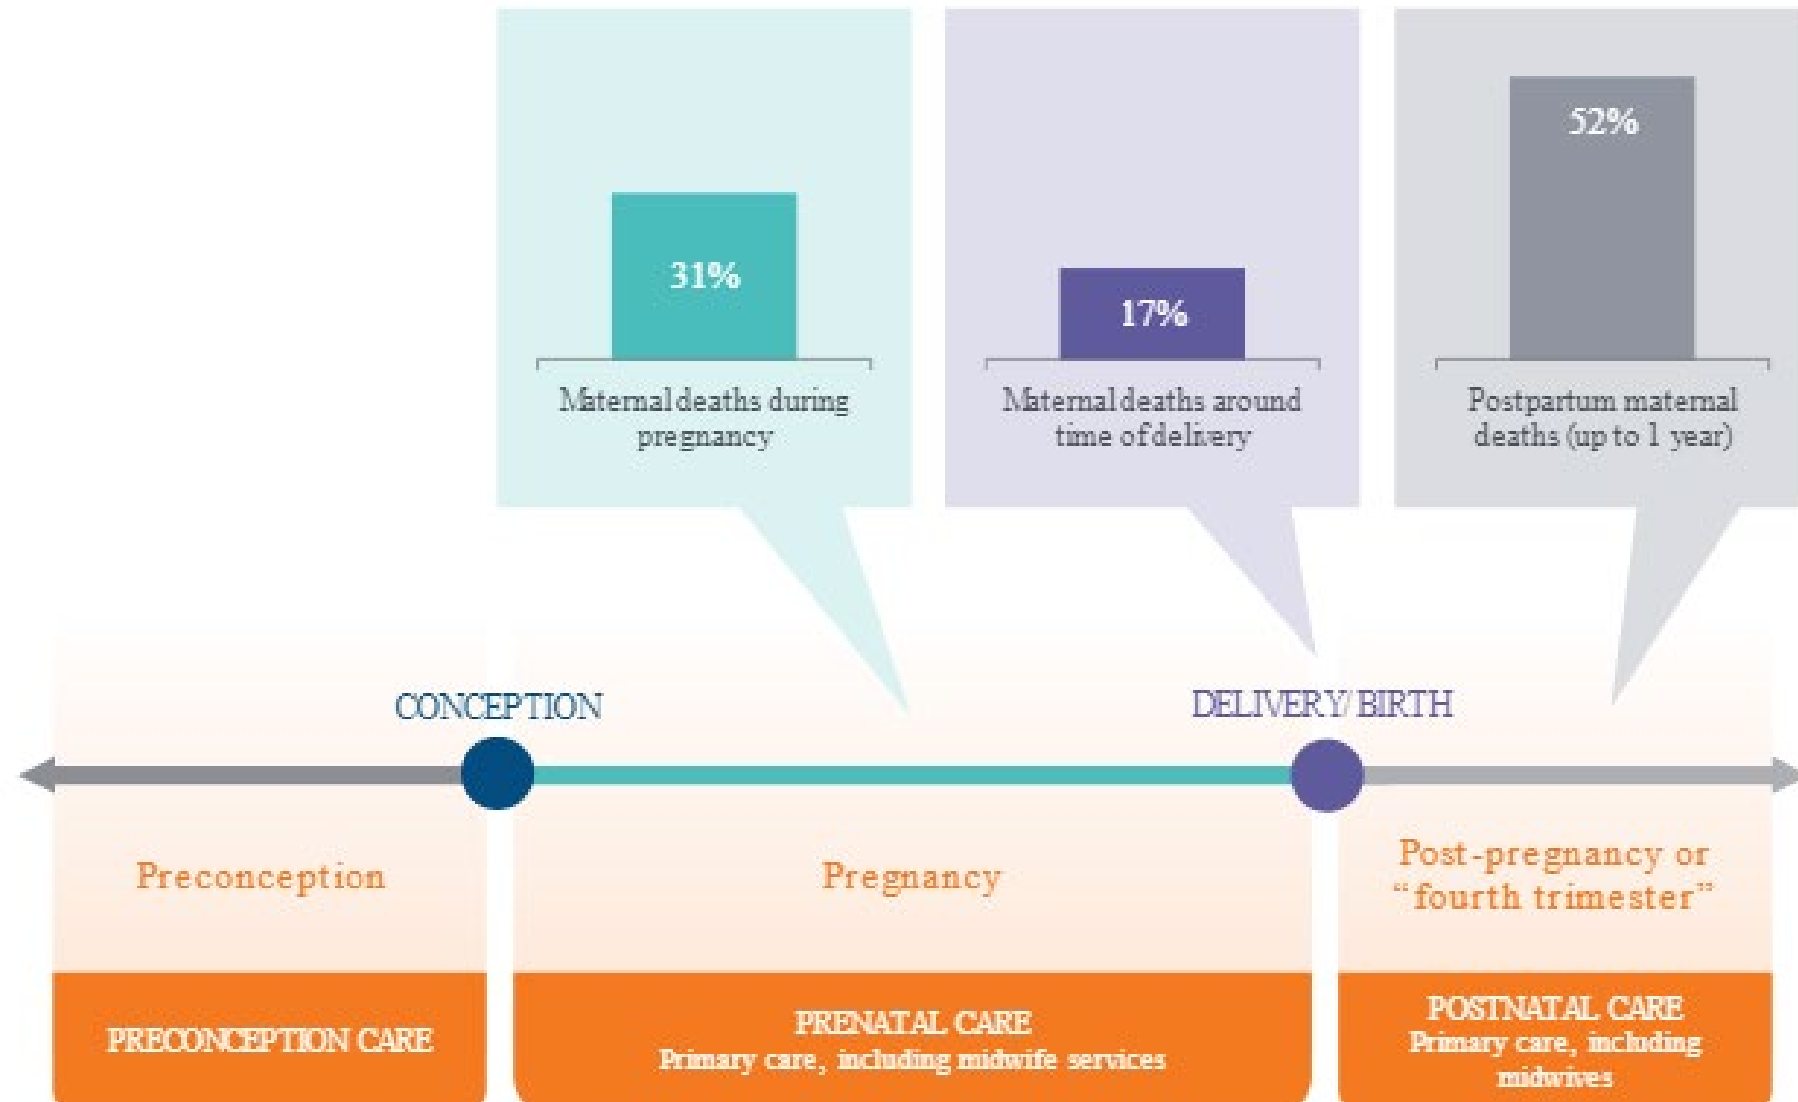 31%
17%
52%
Maternal deaths during
pregnancy
Maternal deaths around
time of delivery
Postpartum maternal
deaths (up to 1 year)
CONCEPTION
DELIVERY/BIRTH
Preconception
Pregnancy
Post-pregnancy or
“fourth trimester”
PRECONCEPTION CARE
PRENATAL CARE
Primary care, including midwife services
POSTNATAL CARE
Primary care, including
midwives